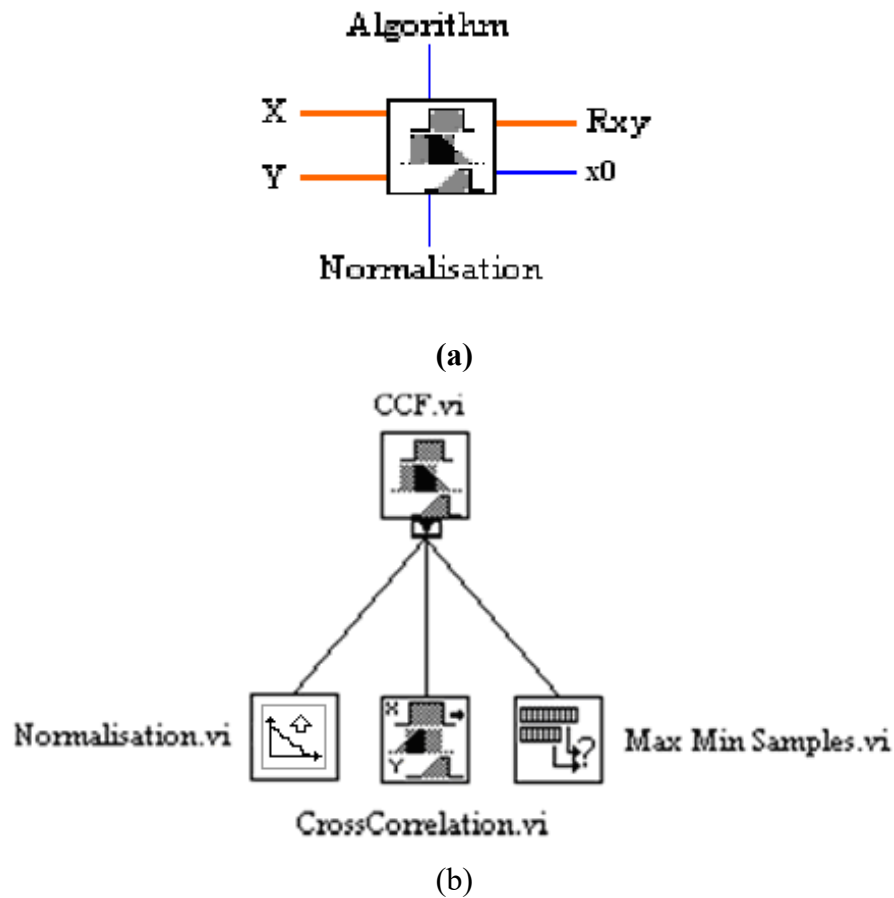 Algorithm
X
Rxy
Y
x0
Normalisation
(a)
CCF.vi
X
Y
?
Normalisation.vi
Max Min Samples.vi
CrossCorrelation.vi
(b)